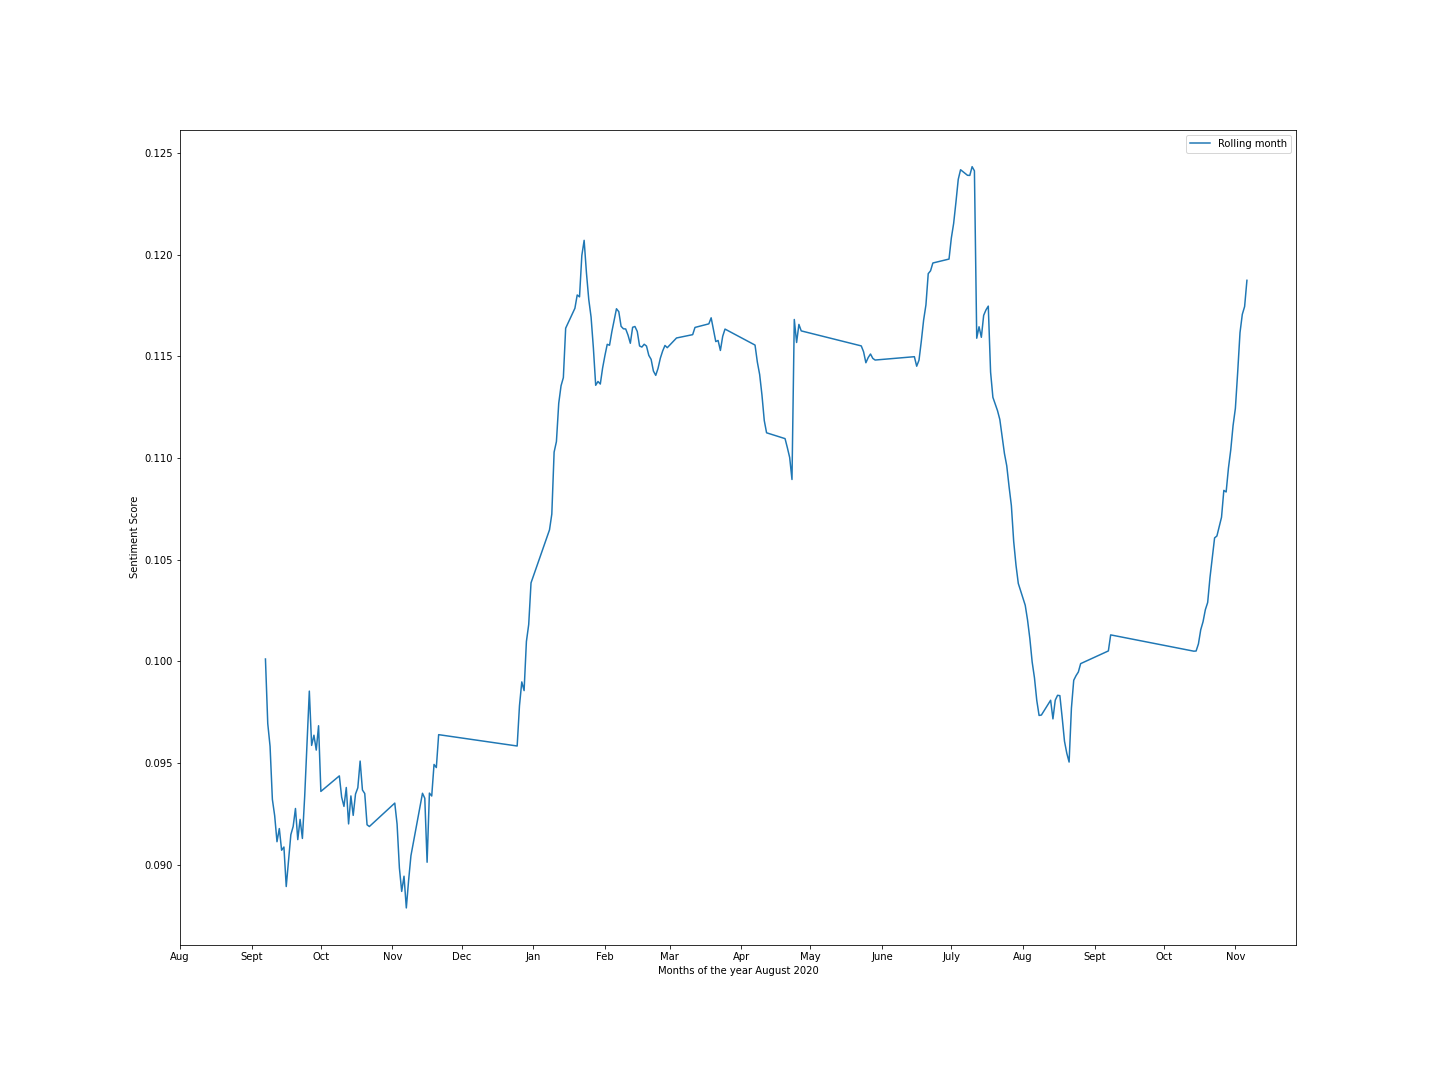 Rolling month
0.125
0.120
0.115
0.110
0.105
0.100
0.095
0.090
Sentiment Score
Aug Sept Oct Nov Dec Jan Feb Mar Apr May June July Aug Sept Oct Nov
Months of the year August 2020